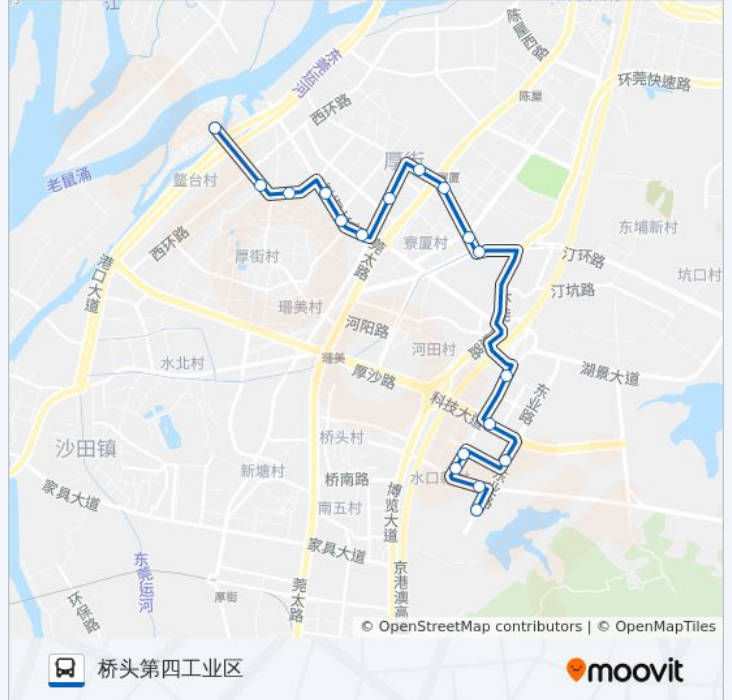 江
陈屋西路
东莞运河
环莞快速路
西环路
陈屋
厚街
老鼠涌
鳌台村
寮厦村
东埔新村
西环路
莞太路
厚街村
汀环路
港口大道
坑口村
汀坑路
珊美村
河阳路
河田村
珊美
水北村
厚沙路
湖景大道
东业路
科技大道
桥头村
沙田镇
新塘村
桥南路
家具大道
南五村
博览大道
家具大道
东莞运河
京港澳高
莞太路
环保路
厚街
© OpenStreetMap contributors | © OpenMapTiles
桥头第四工业区
moovit